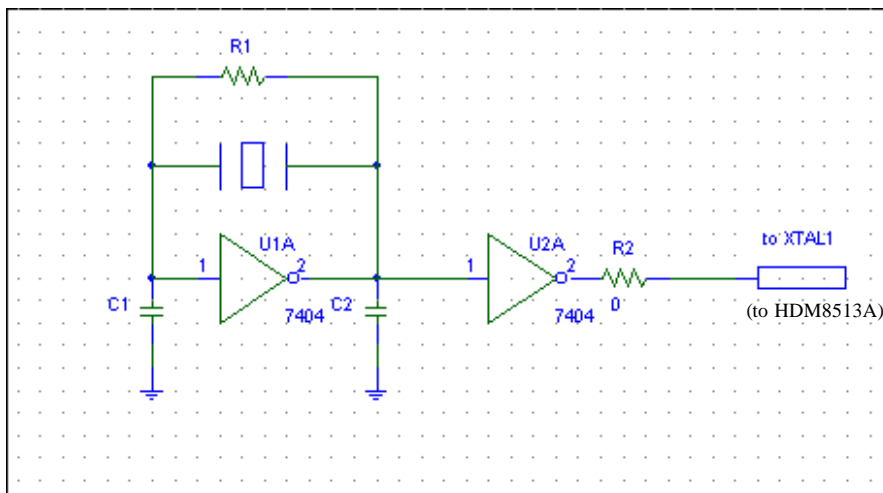 R1
U1A
1
2
7404
C1
C2
U2A
1
2
7404
R2
0
to XTAL1
(to HDM8513A)